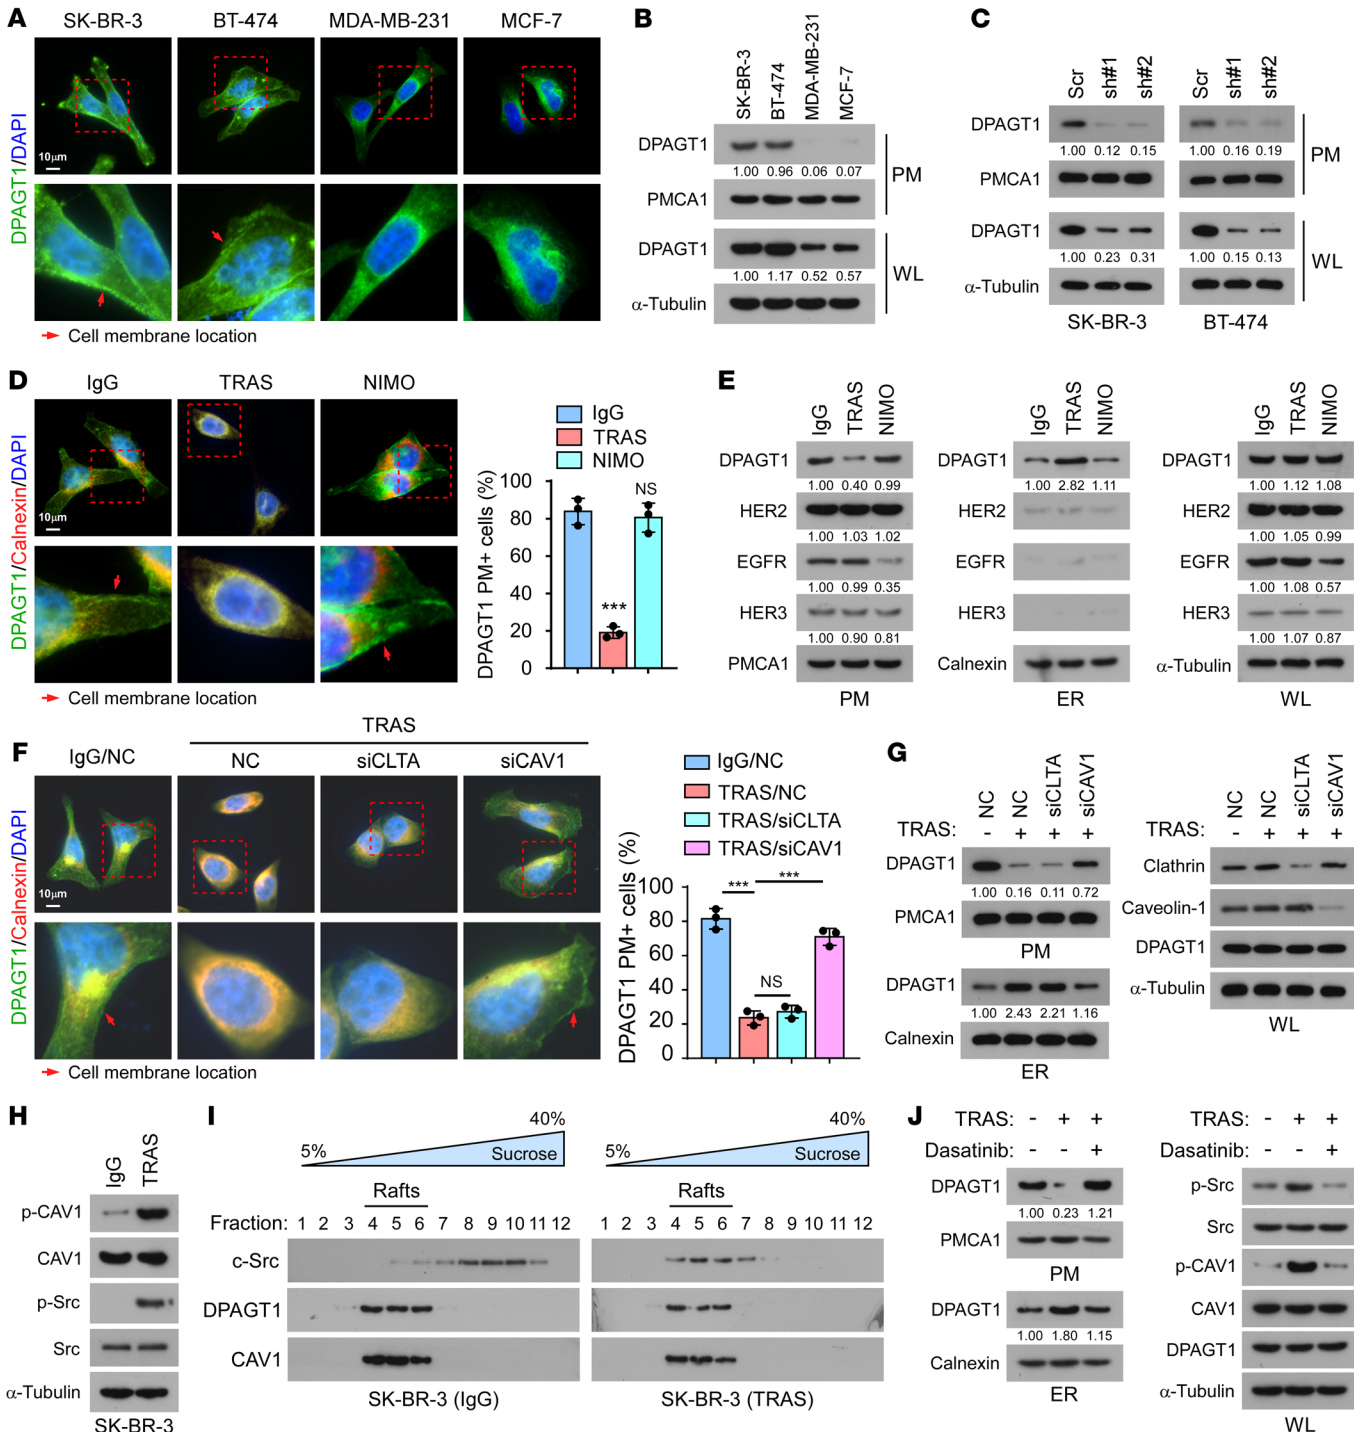 A
SK-BR-3 BT-474 MDA-MB-231 MCF-7
DPAGT1/DAPI
10μm
Cell membrane location
B
SK-BR-3 BT-474 MDA-MB-231 MCF-7
DPAGT1
1.00 0.96 0.06 0.07
PMCA1
PM
DPAGT1
1.00 1.17 0.52 0.57
α-Tubulin
WL
C
Scr sh#1 sh#2 Scr sh#1 sh#2
DPAGT1
1.00 0.12 0.15 1.00 0.16 0.19
PMCA1
PM
DPAGT1
1.00 0.23 0.31 1.00 0.15 0.13
α-Tubulin
WL
SK-BR-3 BT-474
D
IgG TRAS NIMO
DPAGT1/Calnexin/DAPI
10μm
Cell membrane location
IgG
TRAS
NIMO
DPAGT1 PM+ cells (%)
100
80
60
40
20
0
***
NS
E
IgG TRAS NIMO
DPAGT1
1.00 0.40 0.99
HER2
1.00 1.03 1.02
EGFR
1.00 0.99 0.35
HER3
1.00 0.90 0.81
PMCA1
PM
IgG TRAS NIMO
DPAGT1
1.00 2.82 1.11
HER2
EGFR
HER3
Calnexin
ER
IgG TRAS NIMO
DPAGT1
1.00 1.12 1.08
HER2
1.00 1.05 0.99
EGFR
1.00 1.08 0.57
HER3
1.00 1.07 0.87
α-Tubulin
WL
F
TRAS
IgG/NC NC siCLTA siCAV1
DPAGT1/Calnexin/DAPI
10μm
Cell membrane location
IgG/NC
TRAS/NC
TRAS/siCLTA
TRAS/siCAV1
DPAGT1 PM+ cells (%)
100
80
60
40
20
0
*** ***
NS
G
NC NC siCLTA siCAV1
TRAS: - + + +
DPAGT1
1.00 0.16 0.11 0.72
PMCA1
PM
DPAGT1
1.00 2.43 2.21 1.16
Calnexin
ER
NC NC siCLTA siCAV1
TRAS: - + + +
Clathrin
Caveolin-1
DPAGT1
α-Tubulin
WL
H
IgG TRAS
p-CAV1
CAV1
p-Src
Src
α-Tubulin
SK-BR-3
I
5% 40%
Sucrose
5% 40%
Sucrose
Rafts Rafts
Fraction: 1 2 3 4 5 6 7 8 9 10 11 12 1 2 3 4 5 6 7 8 9 10 11 12
c-Src
DPAGT1
CAV1
SK-BR-3 (IgG) SK-BR-3 (TRAS)
J
TRAS: - + +
Dasatinib: - - +
DPAGT1
1.00 0.23 1.21
PMCA1
PM
DPAGT1
1.00 1.80 1.15
Calnexin
ER
TRAS: - + +
Dasatinib: - - +
p-Src
Src
p-CAV1
CAV1
DPAGT1
α-Tubulin
WL